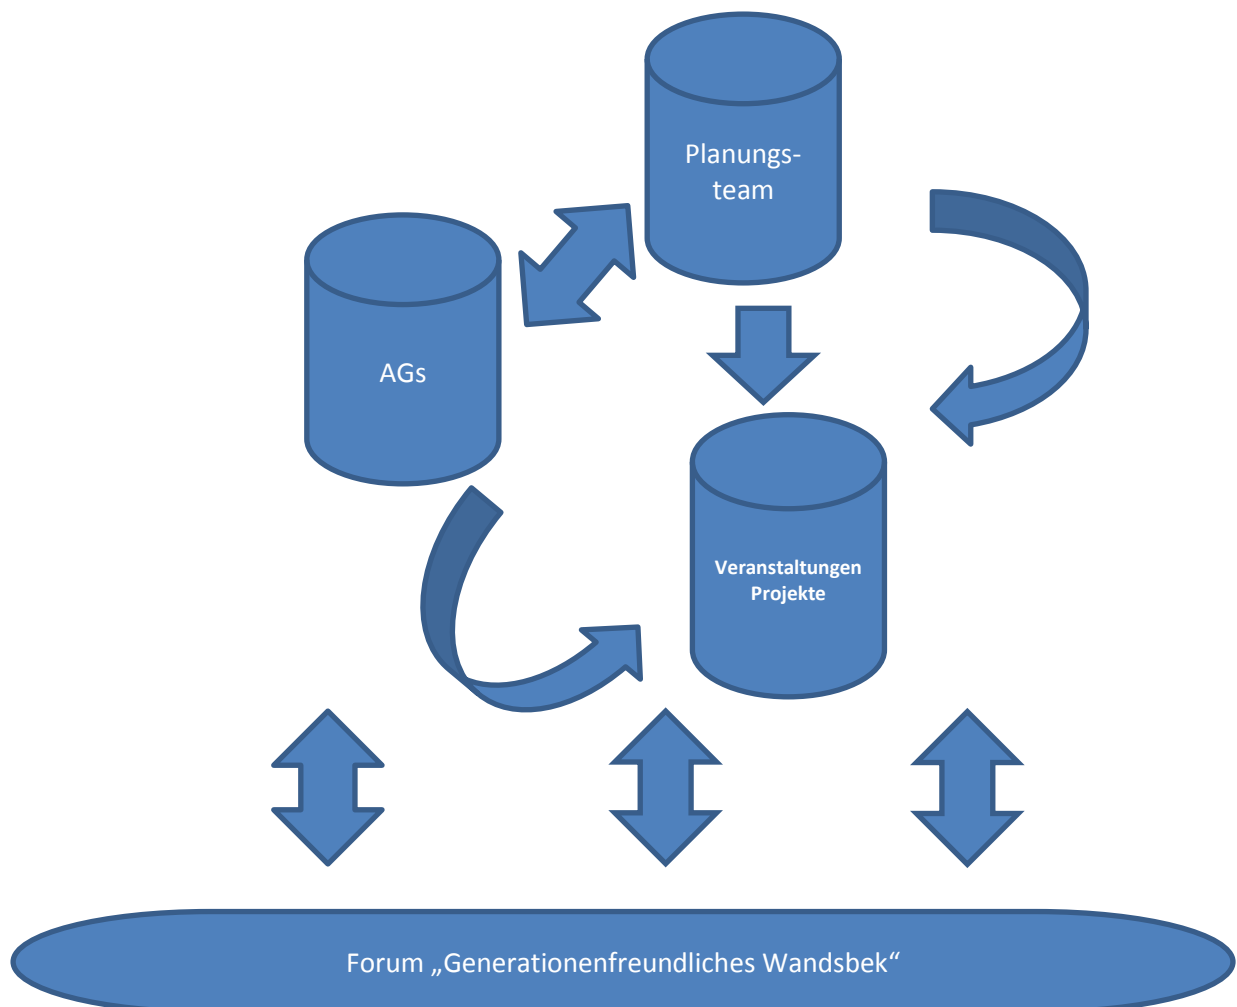 Planungs-
team
AGs
Veranstaltungen
Projekte
Forum „Generationenfreundliches Wandsbek“